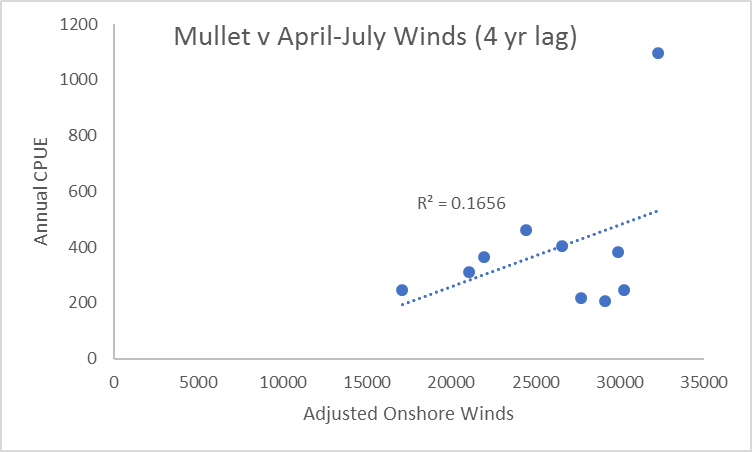 Mullet v April-July Winds (4 yr lag)
1200
1000
800
600
400
200
0
Annual CPUE
R² = 0.1656
0 5000 10000 15000 20000 25000 30000 35000
Adjusted Onshore Winds